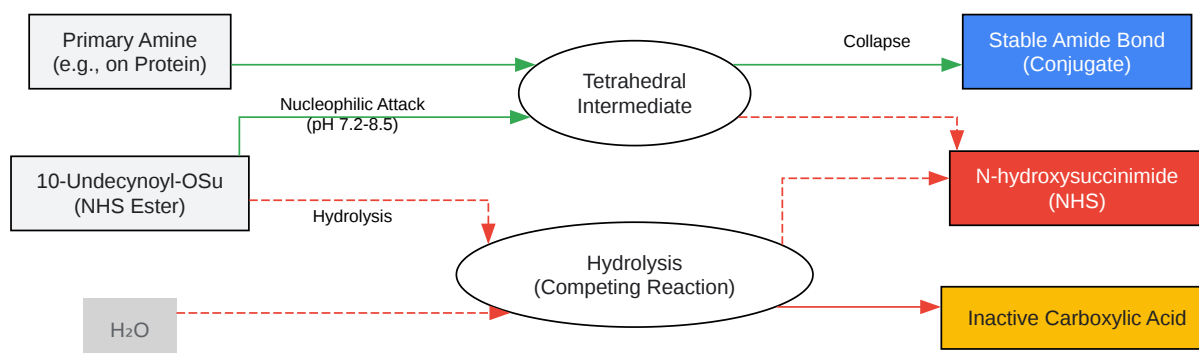 Primary Amine
(e.g., on Protein)
Tetrahedral
Intermediate
Collapse
Stable Amide Bond
(Conjugate)
Nucleophilic Attack
(pH 7.2-8.5)
10-Undecynoyl-OSu
(NHS Ester)
Hydrolysis
N-hydroxysuccinimide
(NHS)
Hydrolysis
(Competing Reaction)
H₂O
Inactive Carboxylic Acid